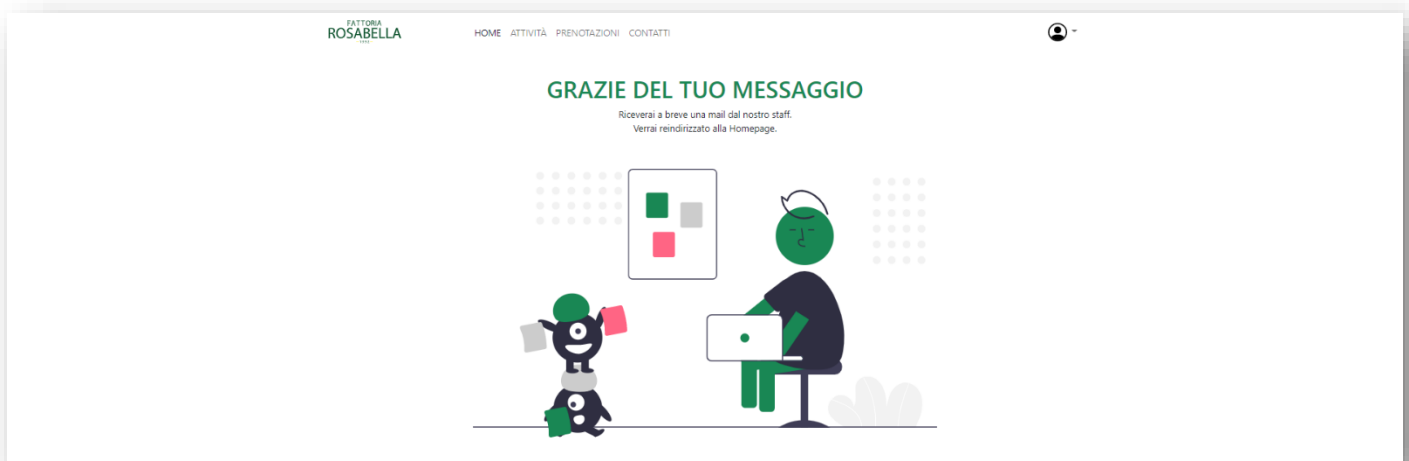 FATTORIA
ROSABELLA
HOME ATTIVITÀ PRENOTAZIONI CONTATTI
GRAZIE DEL TUO MESSAGGIO
Riceverai a breve una mail dal nostro staff.
Verrai reindirizzato alla Homepage.